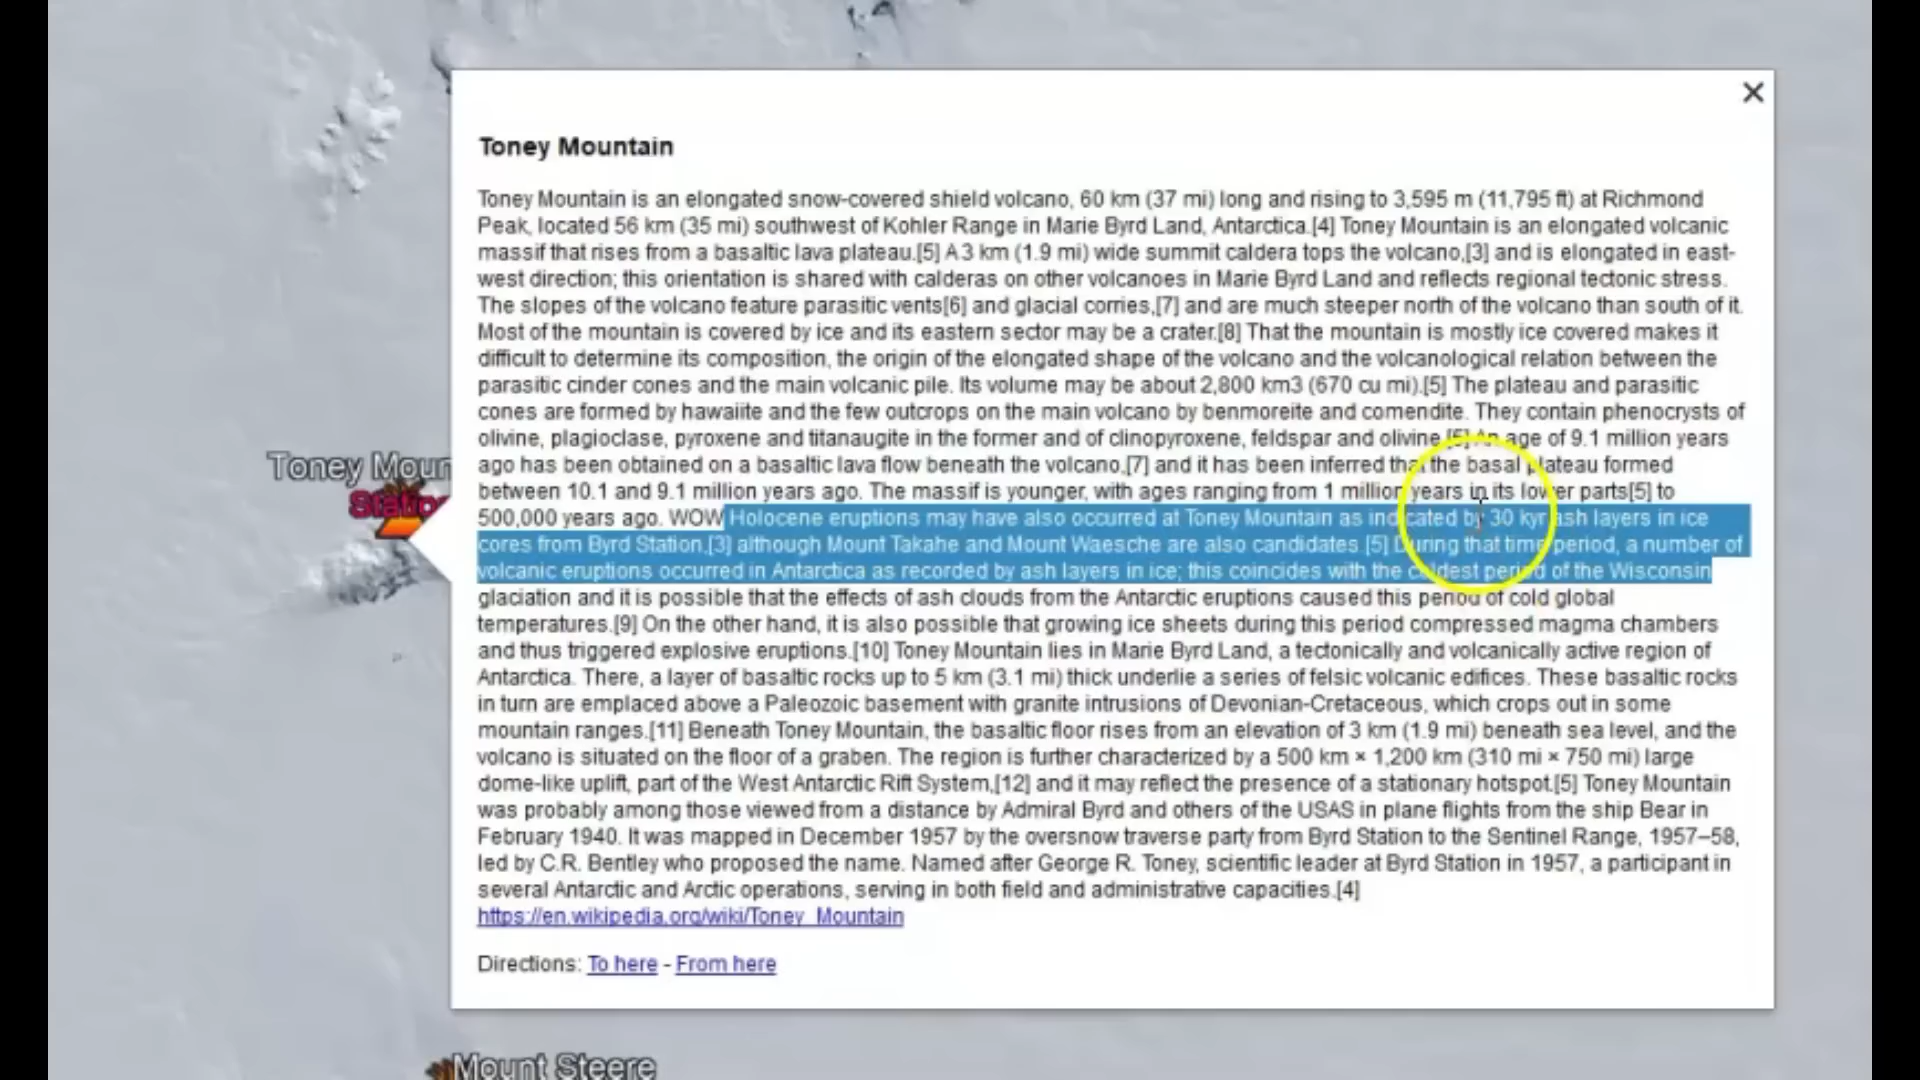 Toney Mountain
Toney Mountain is an elongated snow-covered shield volcano, 60 km (37 mi) long and rising to 3,595 m (11,795 ft) at Richmond
Peak, located 56 km (35 mi) southwest of Kohler Range in Marie Byrd Land, Antarctica.[4] Toney Mountain is an elongated volcanic
massif that rises from a basaltic lava plateau.[5] A 3 km (1.9 mi) wide summit caldera tops the volcano,[3] and is elongated in east-
west direction; this orientation is shared with calderas on other volcanoes in Marie Byrd Land and reflects regional tectonic stress.
The slopes of the volcano feature parasitic vents[6] and glacial corries,[7] and are much steeper north of the volcano than south of it.
Most of the mountain is covered by ice and its eastern sector may be a crater.[8] That the mountain is mostly ice covered makes it
difficult to determine its composition, the origin of the elongated shape of the volcano and the volcanological relation between the
parasitic cinder cones and the main volcanic pile. Its volume may be about 2,800 km3 (670 cu mi).[5] The plateau and parasitic
cones are formed by hawaiite and the few outcrops on the main volcano by benmoreite and comendite. They contain phenocrysts of
olivine, plagioclase, pyroxene and titanaugite in the former and of clinopyroxene, feldspar and olivine.[5] An age of 9.1 million years
ago has been obtained on a basaltic lava flow beneath the volcano,[7] and it has been inferred that the basal plateau formed
between 10.1 and 9.1 million years ago. The massif is younger, with ages ranging from 1 million years in its lower parts[5] to
500,000 years ago. WOW Holocene eruptions may have also occurred at Toney Mountain as indicated by 30 kyr ash layers in ice
cores from Byrd Station,[3] although Mount Takahe and Mount Waesche are also candidates.[5] During that time period, a number of
volcanic eruptions occurred in Antarctica as recorded by ash layers in ice; this coincides with the coldest period of the Wisconsin
glaciation and it is possible that the effects of ash clouds from the Antarctic eruptions caused this period of cold global
temperatures.[9] On the other hand, it is also possible that growing ice sheets during this period compressed magma chambers
and thus triggered explosive eruptions.[10] Toney Mountain lies in Marie Byrd Land, a tectonically and volcanically active region of
Antarctica. There, a layer of basaltic rocks up to 5 km (3.1 mi) thick underlie a series of felsic volcanic edifices. These basaltic rocks
in turn are emplaced above a Paleozoic basement with granite intrusions of Devonian-Cretaceous, which crops out in some
mountain ranges.[11] Beneath Toney Mountain, the basaltic floor rises from an elevation of 3 km (1.9 mi) beneath sea level, and the
volcano is situated on the floor of a graben. The region is further characterized by a 500 km × 1,200 km (310 mi × 750 mi) large
dome-like uplift, part of the West Antarctic Rift System,[12] and it may reflect the presence of a stationary hotspot.[5] Toney Mountain
was probably among those viewed from a distance by Admiral Byrd and others of the USAS in plane flights from the ship Bear in
February 1940. It was mapped in December 1957 by the oversnow traverse party from Byrd Station to the Sentinel Range, 1957–58,
led by C.R. Bentley who proposed the name. Named after George R. Toney, scientific leader at Byrd Station in 1957, a participant in
several Antarctic and Arctic operations, serving in both field and administrative capacities.[4]
https://en.wikipedia.org/wiki/Toney_Mountain
Directions: To here - From here
Toney Moun
Statio
Mount Steere